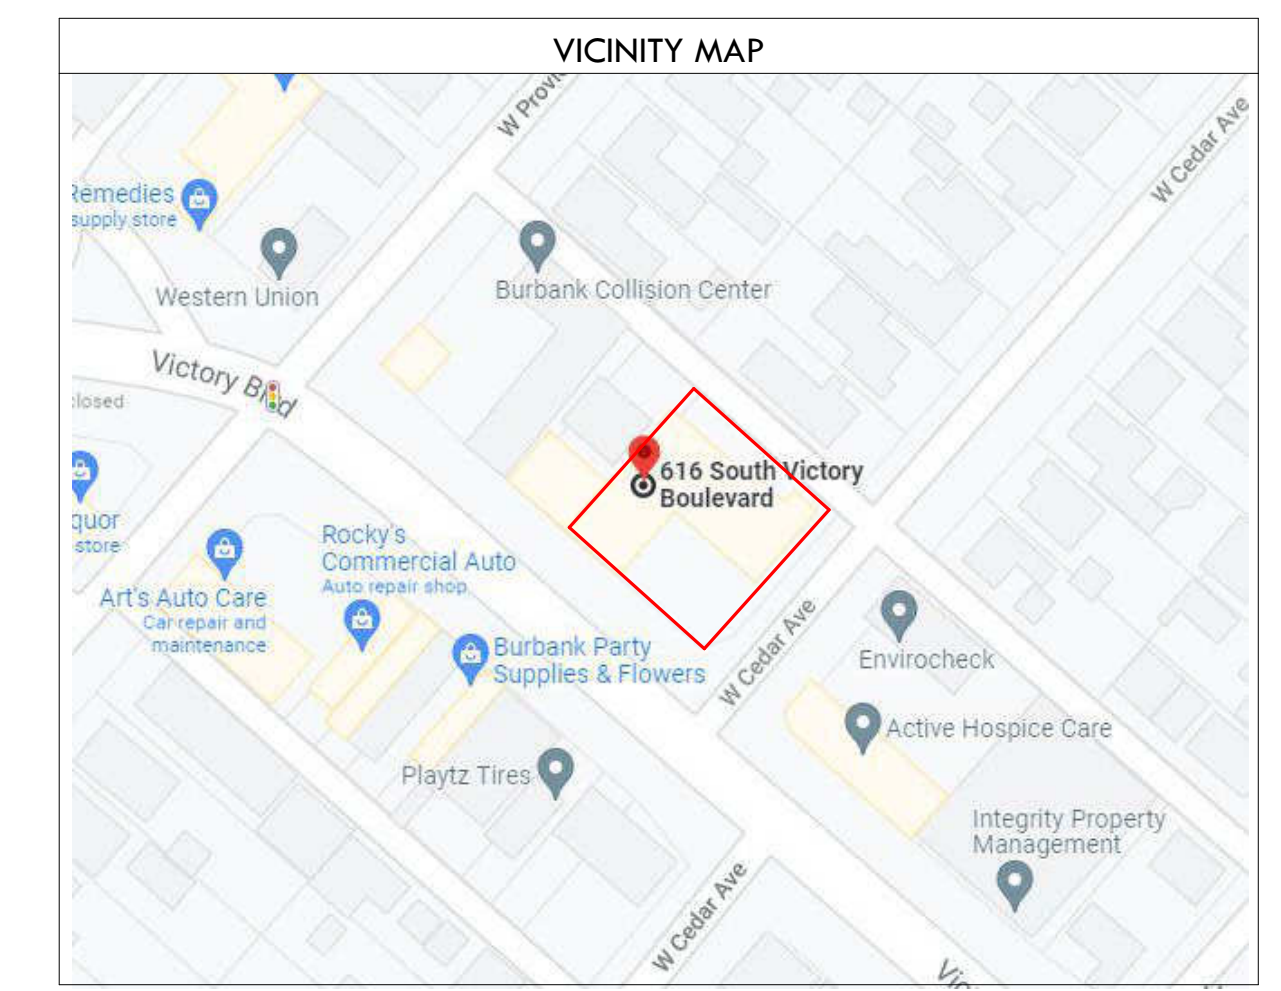 VICINITY MAP
W Provi
W Cedar Ave
Remedies
supply store
Western Union
Burbank Collision Center
Victory Blvd
closed
616 South Victory
Boulevard
quor
store
Rocky's
Commercial Auto
Auto repair shop
Art's Auto Care
Car repair and
maintenance
Burbank Party
Supplies & Flowers
W Cedar Ave
Envirocheck
Active Hospice Care
Playtz Tires
Integrity Property
Management
W Cedar Ave
Vic